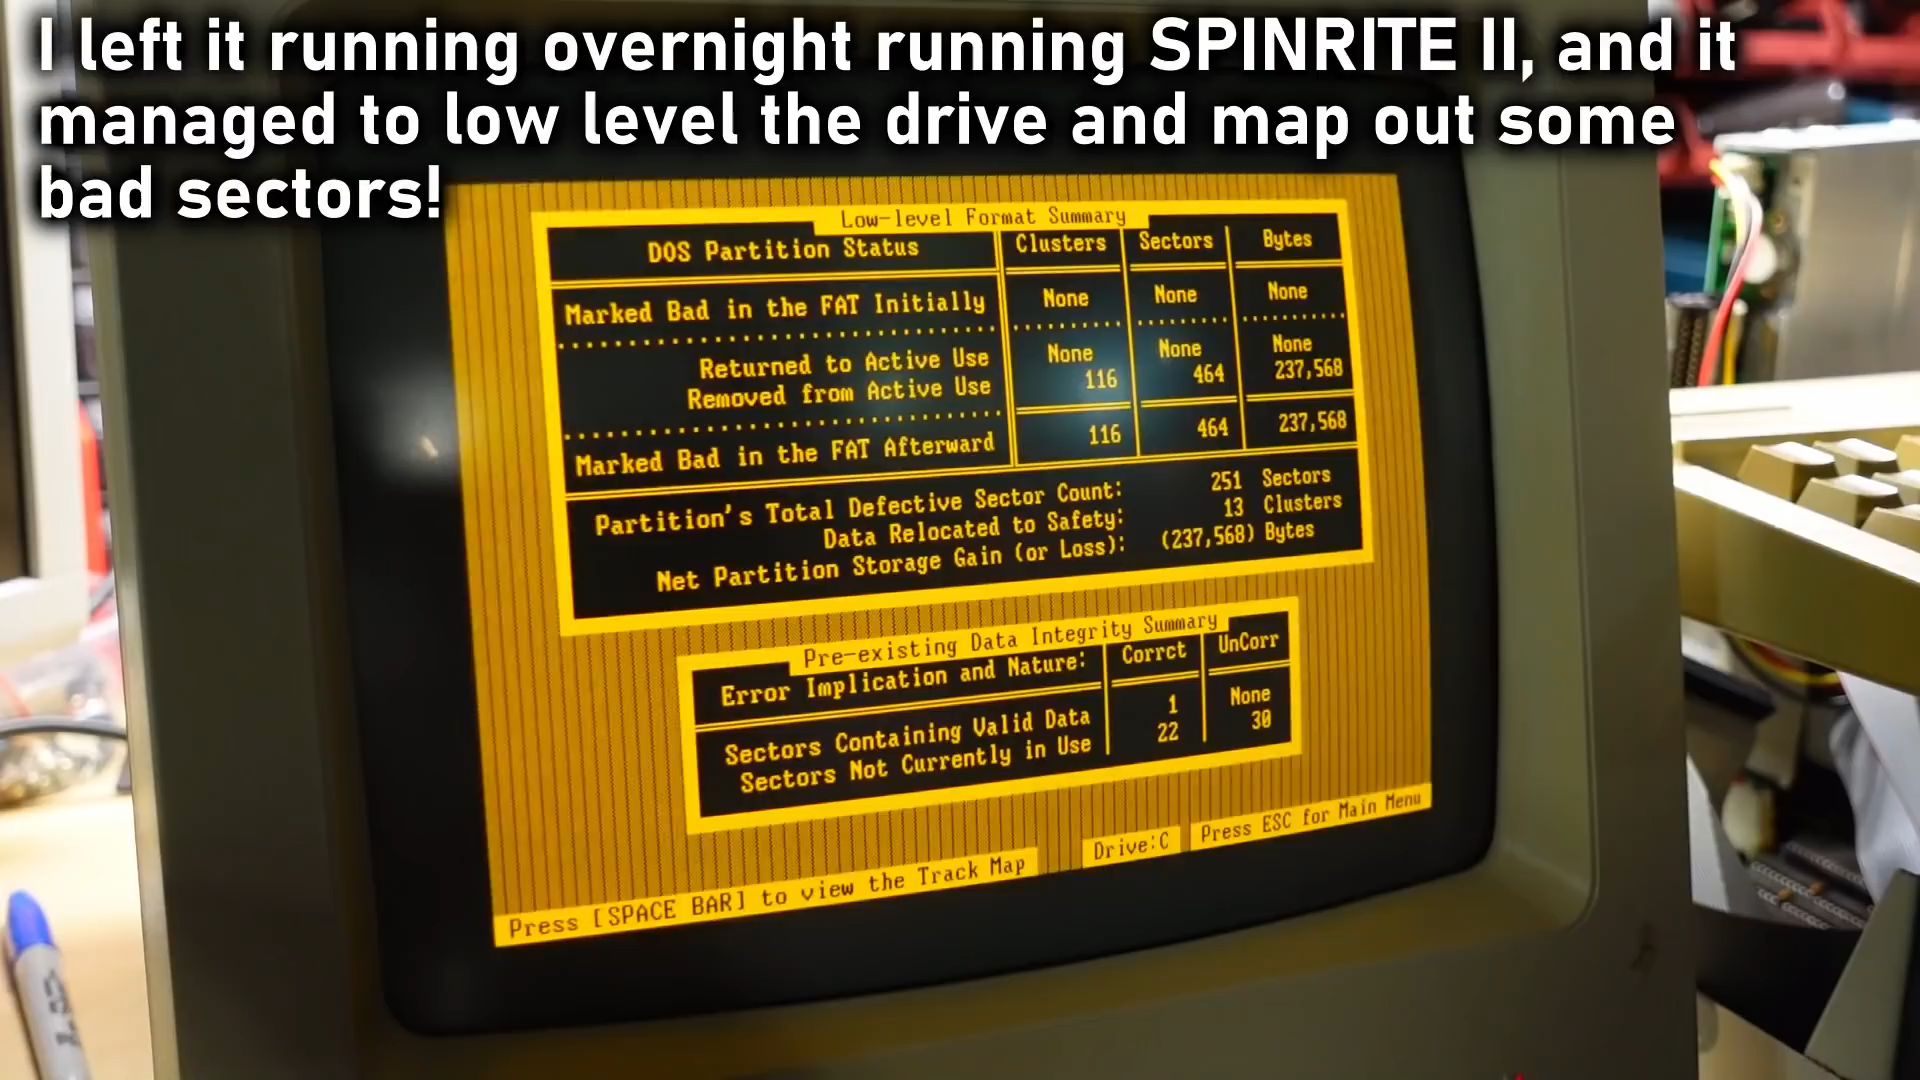 I left it running overnight running SPINRITE II, and it
managed to low level the drive and map out some
bad sectors!
Low-level Format Summary
DOS Partition Status Clusters Sectors Bytes
Marked Bad in the FAT Initially None None None
Returned to Active Use None None None
Removed from Active Use 116 464 237,568
Marked Bad in the FAT Afterward 116 464 237,568
Partition's Total Defective Sector Count: 251 Sectors
Data Relocated to Safety: 13 Clusters
Net Partition Storage Gain (or Loss): (237,568) Bytes
Pre-existing Data Integrity Summary
Error Implication and Nature: Corrct UnCorr
Sectors Containing Valid Data 1 None
Sectors Not Currently in Use 22 30
Press [SPACE BAR] to view the Track Map Drive:C Press ESC for Main Menu